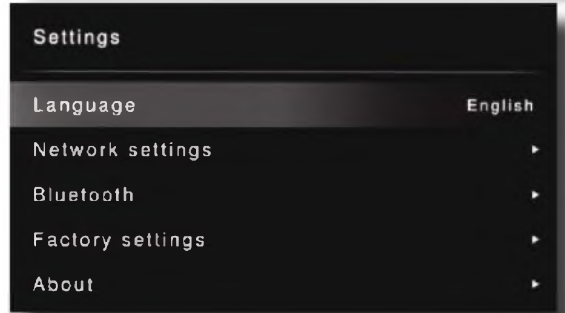 Settings
Language English
Network settings
Bluetooth
Factory settings
About